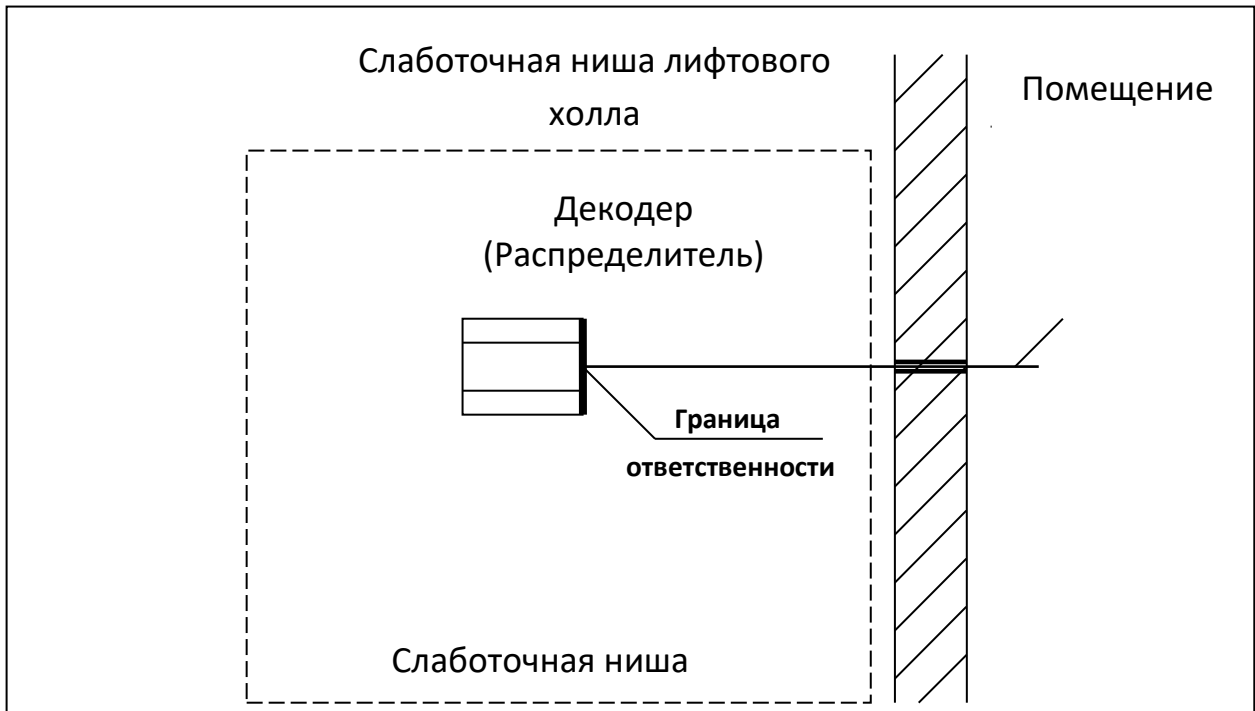 Слаботочная ниша лифтового
холла
Помещение
Декодер
(Распределитель)
Граница
ответственности
Слаботочная ниша